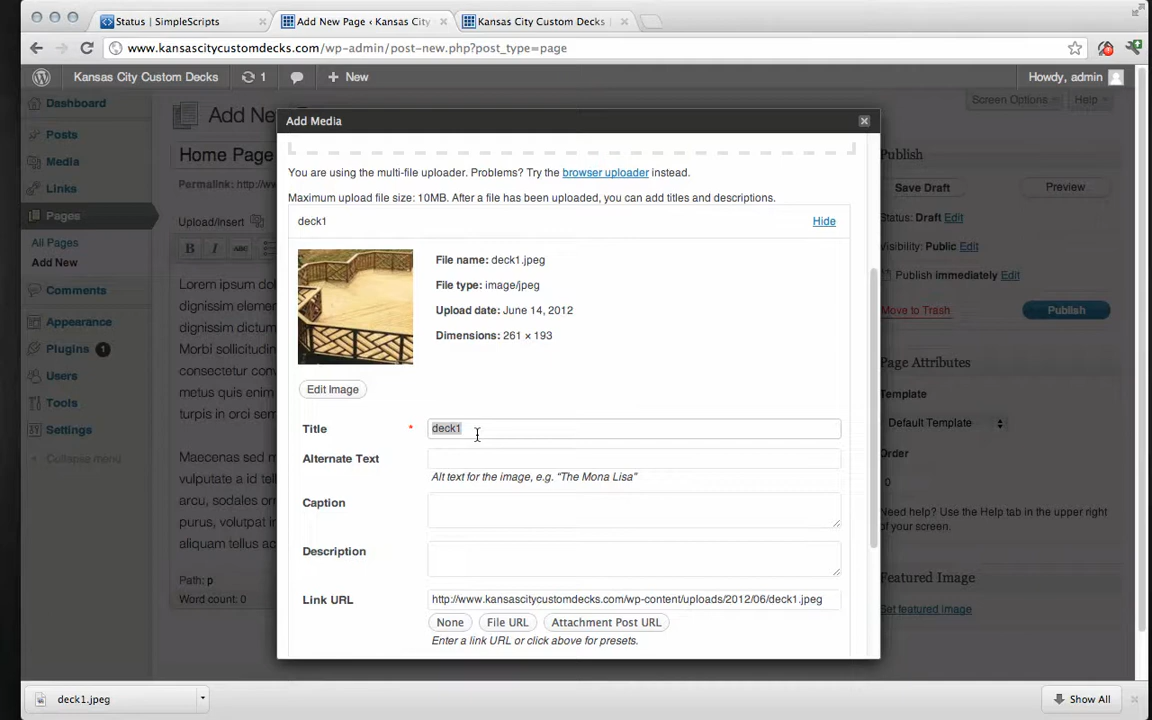 Status | SimpleScripts
Add New Page ‹ Kansas City
Kansas City Custom Decks
www.kansascitycustomdecks.com/wp-admin/post-new.php?post_type=page
Kansas City Custom Decks 1 New Howdy, admin
Dashboard
Posts
Media
Links
Pages
All Pages
Add New
Comments
Appearance
Plugins 1
Users
Tools
Settings
Collapse menu
Add New
Home Page
Permalink: http://ww
Upload/Insert
B I ABC
Lorem ipsum do
dignissim elemen
dignissim dictum
Morbi sollicitudin
consectetur
metus quis enim
turpis in orci sem
Maecenas sed m
vulputate a id tell
arcu, sodales or
purus, volutpat i
aliquam tellus ac
Path: p
Word count: 0
Add Media
You are using the multi-file uploader. Problems? Try the browser uploader instead.
Maximum upload file size: 10MB. After a file has been uploaded, you can add titles and descriptions.
deck1 Hide
File name: deck1.jpeg
File type: image/jpeg
Upload date: June 14, 2012
Dimensions: 261 × 193
Edit Image
Title * deck1
Alternate Text
Alt text for the image, e.g. "The Mona Lisa"
Caption
Description
Link URL http://www.kansascitycustomdecks.com/wp-content/uploads/2012/06/deck1.jpeg
None File URL Attachment Post URL
Enter a link URL or click above for presets.
Screen Options Help
Publish
Save Draft Preview
Status: Draft Edit
Visibility: Public Edit
Publish immediately Edit
Move to Trash Publish
Page Attributes
Template
Default Template
Order
0
Need help? Use the Help tab in the upper right
of your screen.
Featured Image
Set featured image
deck1.jpeg
Show All